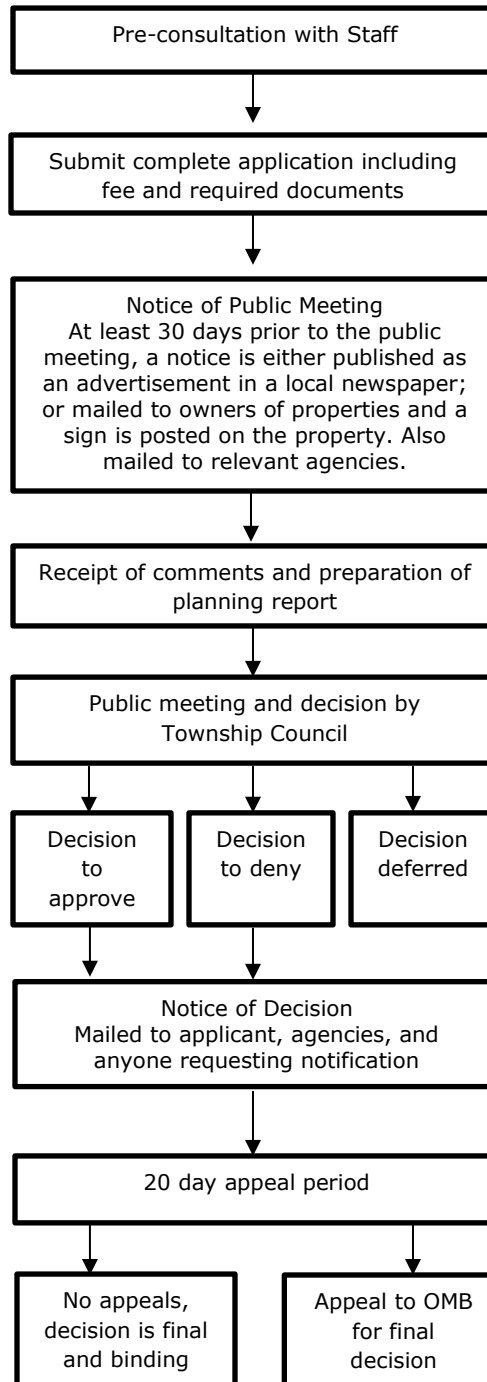 Pre-consultation with Staff
Submit complete application including
fee and required documents
Notice of Public Meeting
At least 30 days prior to the public
meeting, a notice is either published as
an advertisement in a local newspaper;
or mailed to owners of properties and a
sign is posted on the property. Also
mailed to relevant agencies.
Receipt of comments and preparation of
planning report
Public meeting and decision by
Township Council
Decision
to
approve
Decision
to deny
Decision
deferred
Notice of Decision
Mailed to applicant, agencies, and
anyone requesting notification
20 day appeal period
No appeals,
decision is final
and binding
Appeal to OMB
for final
decision